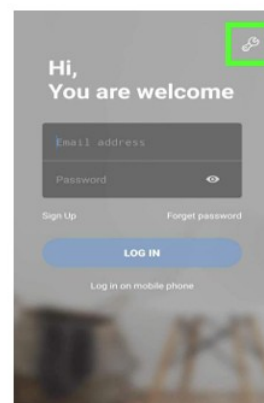 Hi,
You are welcome
Email address
Password
Sign Up Forget password
LOG IN
Log in on mobile phone